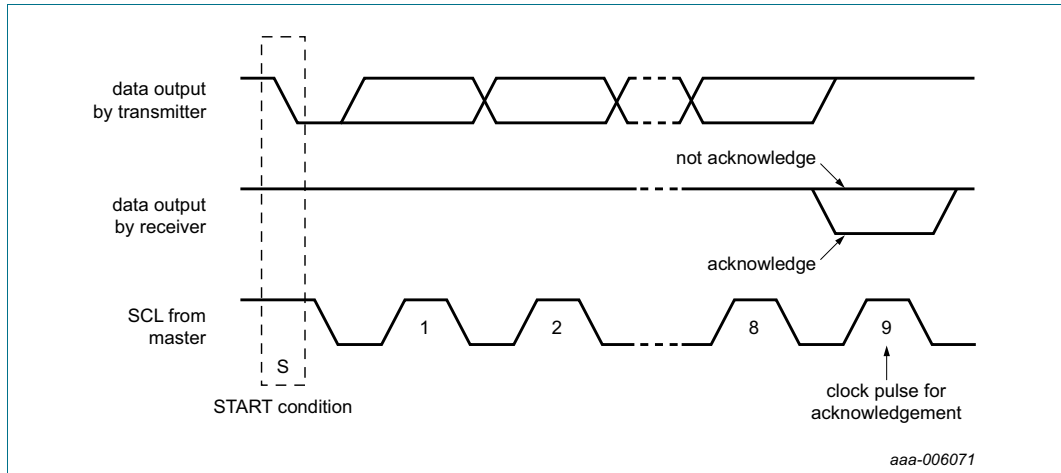 data output
by transmitter
not acknowledge
data output
by receiver
acknowledge
SCL from
master
1
2
8
9
S
START condition
clock pulse for
acknowledgement
aaa-006071